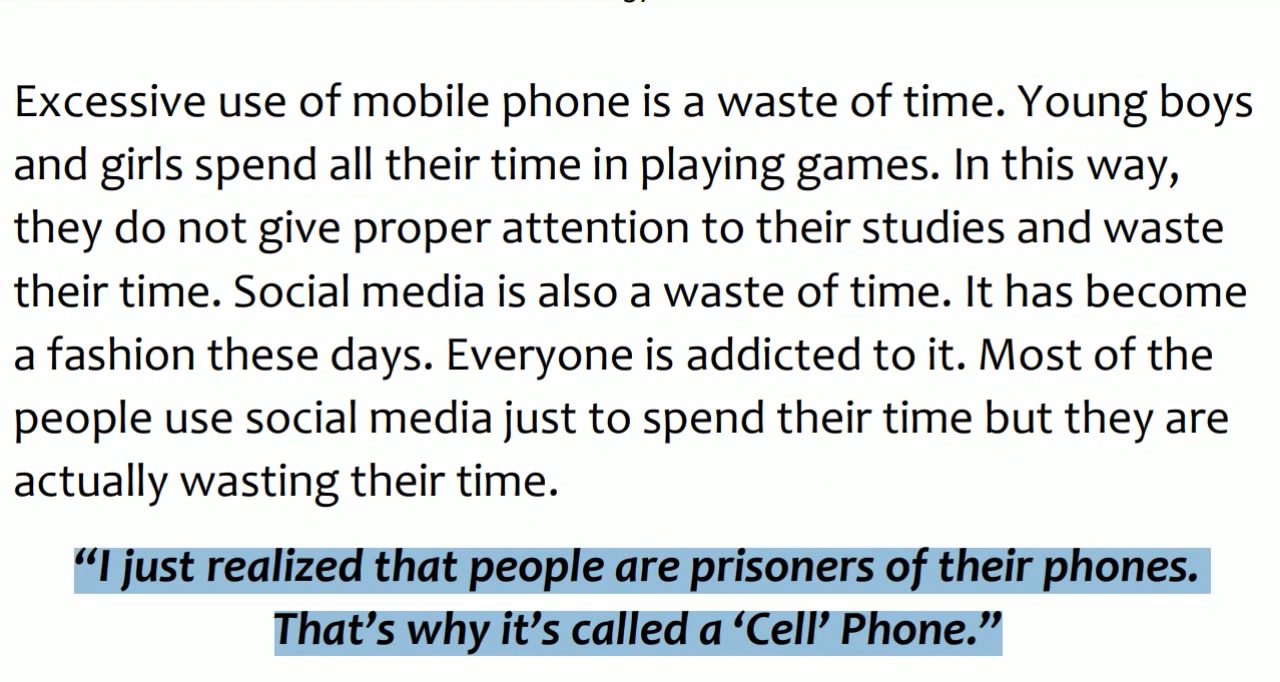 Excessive use of mobile phone is a waste of time. Young boys
and girls spend all their time in playing games. In this way,
they do not give proper attention to their studies and waste
their time. Social media is also a waste of time. It has become
a fashion these days. Everyone is addicted to it. Most of the
people use social media just to spend their time but they are
actually wasting their time.
“I just realized that people are prisoners of their phones.
That’s why it’s called a ‘Cell’ Phone.”